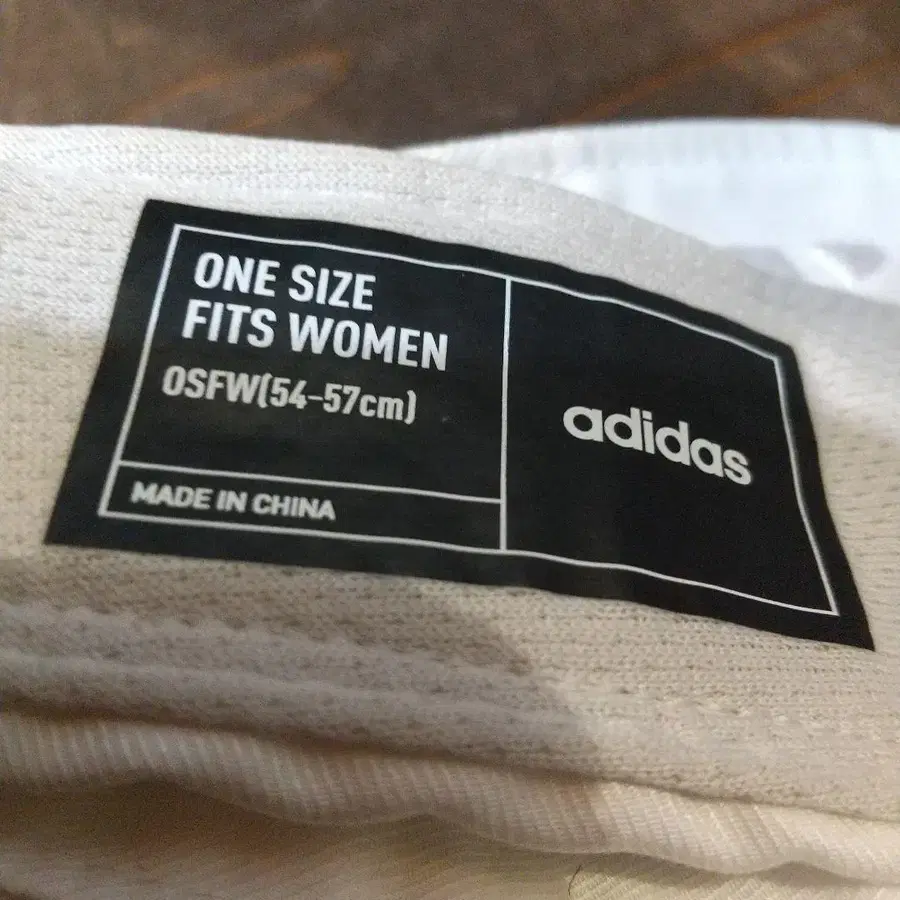 ONE SIZE
FITS WOMEN
OSFW(54-57cm)
MADE IN CHINA
adidas